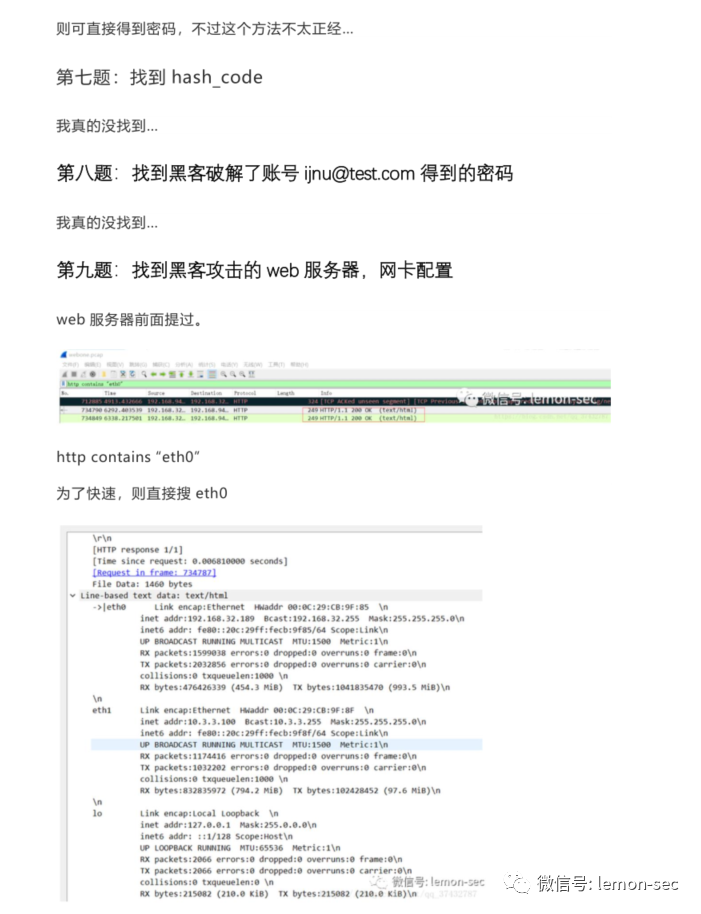 则可直接得到密码，不过这个方法不太正经...
第七题：找到 hash_code
我真的没找到...
第八题：找到黑客破解了账号 ijnu@test.com 得到的密码
我真的没找到...
第九题：找到黑客攻击的 web 服务器，网卡配置
web 服务器前面提过。
http contains "eth0"
No. Time Source Destination Protocol Length Info
微信号: lemon-sec
734790 6292.403539 192.168.32.. 192.168.94.. HTTP 249 HTTP/1.1 200 OK (text/html)
734849 6338.217501 192.168.32.. 192.168.94.. HTTP 249 HTTP/1.1 200 OK (text/html)
http contains “eth0”
为了快速，则直接搜 eth0
\r\n
[HTTP response 1/1]
[Time since request: 0.006810000 seconds]
[Request in frame: 734787]
File Data: 1460 bytes
Line-based text data: text/html
->|eth0 Link encap:Ethernet HWaddr 00:0C:29:CB:9F:85 \n
inet addr:192.168.32.189 Bcast:192.168.32.255 Mask:255.255.255.0\n
inet6 addr: fe80::20c:29ff:fecb:9f85/64 Scope:Link\n
UP BROADCAST RUNNING MULTICAST MTU:1500 Metric:1\n
RX packets:1599038 errors:0 dropped:0 overruns:0 frame:0\n
TX packets:2032856 errors:0 dropped:0 overruns:0 carrier:0\n
collisions:0 txqueuelen:1000 \n
RX bytes:476426339 (454.3 MiB) TX bytes:1041835470 (993.5 MiB)\n
\n
eth1 Link encap:Ethernet HWaddr 00:0C:29:CB:9F:8F \n
inet addr:10.3.3.100 Bcast:10.3.3.255 Mask:255.255.255.0\n
inet6 addr: fe80::20c:29ff:fecb:9f8f/64 Scope:Link\n
UP BROADCAST RUNNING MULTICAST MTU:1500 Metric:1\n
RX packets:1174416 errors:0 dropped:0 overruns:0 frame:0\n
TX packets:1032202 errors:0 dropped:0 overruns:0 carrier:0\n
collisions:0 txqueuelen:1000 \n
RX bytes:832835972 (794.2 MiB) TX bytes:102428452 (97.6 MiB)\n
\n
lo Link encap:Local Loopback \n
inet addr:127.0.0.1 Mask:255.0.0.0\n
inet6 addr: ::1/128 Scope:Host\n
UP LOOPBACK RUNNING MTU:65536 Metric:1\n
RX packets:2066 errors:0 dropped:0 overruns:0 frame:0\n
TX packets:2066 errors:0 dropped:0 overruns:0 carrier:0\n
collisions:0 txqueuelen:0 \n
RX bytes:215082 (210.0 KiB) TX bytes:215082 (210.0 KiB)\n
微信号: lemon-sec
微信号: lemon-sec